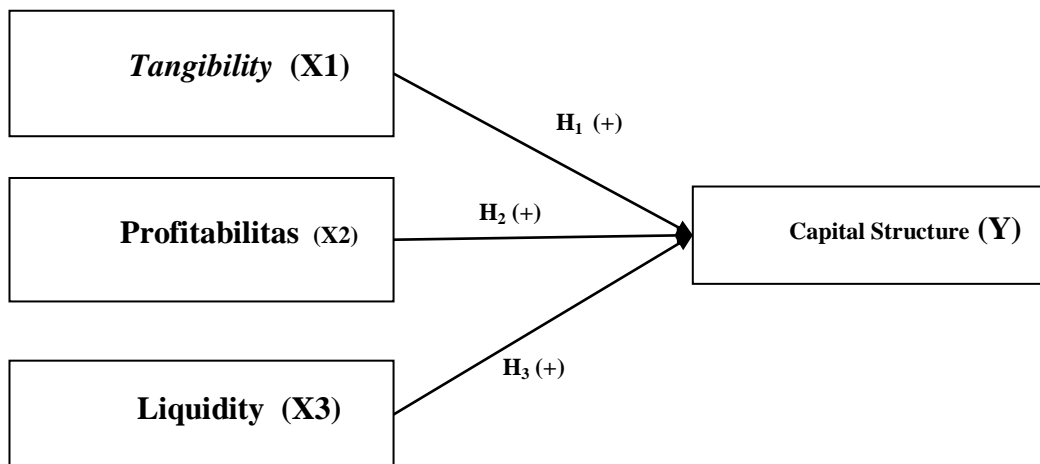 Tangibility (X1)
H1 (+)
Profitabilitas (X2)
H2 (+)
Capital Structure (Y)
H3 (+)
Liquidity (X3)